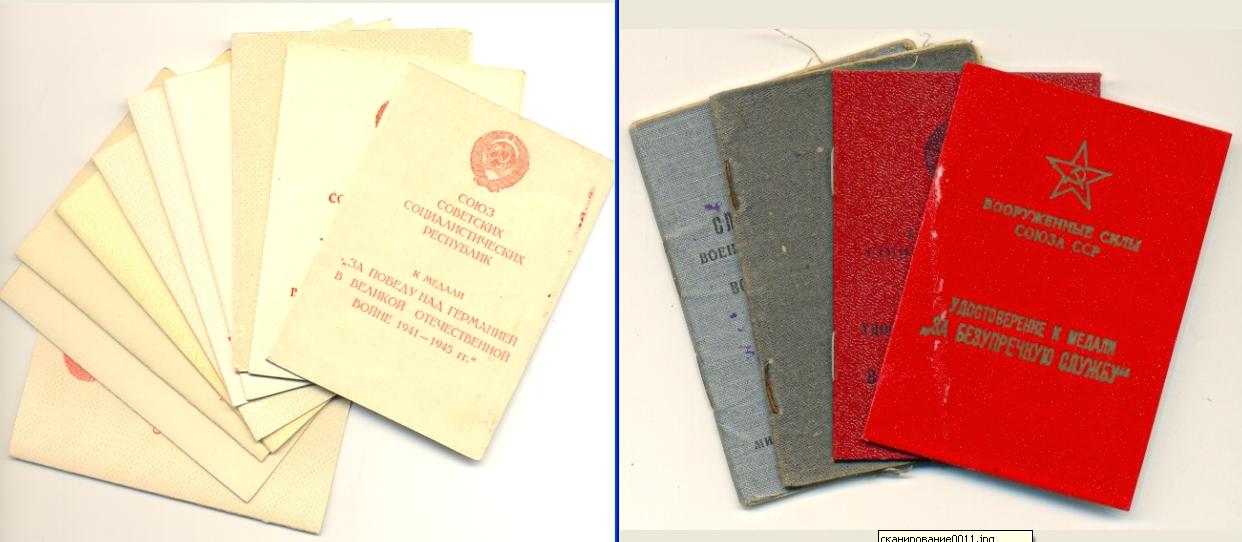 СОЮЗ
СОВЕТСКИХ
СОЦИАЛИСТИЧЕСКИХ
РЕСПУБЛИК
К МЕДАЛИ
„ЗА ПОБЕДУ НАД ГЕРМАНИЕЙ
В ВЕЛИКОЙ ОТЕЧЕСТВЕННОЙ
ВОЙНЕ 1941—1945 гг.“
ВООРУЖЕННЫЕ СИЛЫ
СОЮЗА ССР
УДОСТОВЕРЕНИЕ К МЕДАЛИ
„ЗА БЕЗУПРЕЧНУЮ СЛУЖБУ“
сканирование0011.jpg